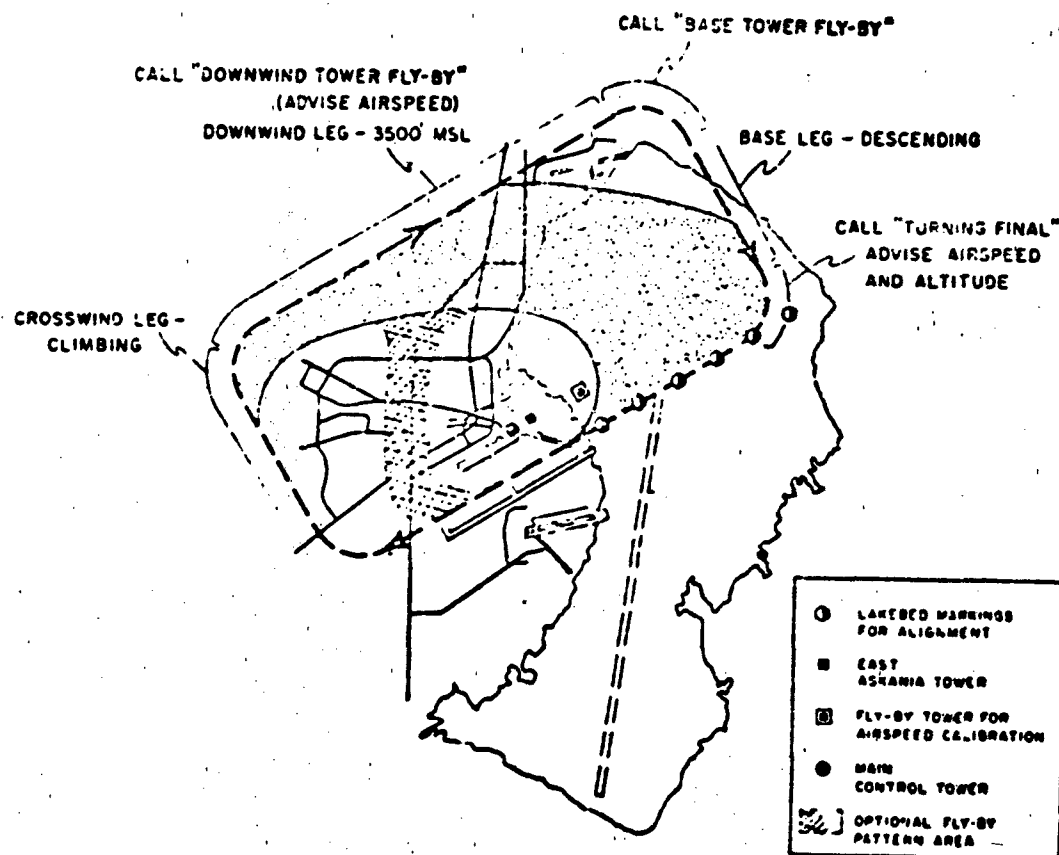 CALL "BASE TOWER FLY-BY"
CALL "DOWNWIND TOWER FLY-BY"
(ADVISE AIRSPEED)
DOWNWIND LEG - 3500' MSL
BASE LEG - DESCENDING
CALL "TURNING FINAL"
ADVISE AIRSPEED
AND ALTITUDE
CROSSWIND LEG -
CLIMBING
LAKEBED MARKINGS
FOR ALIGNMENT
EAST
ASKANIA TOWER
FLY-BY TOWER FOR
AIRSPEED CALIBRATION
MAIN
CONTROL TOWER
OPTIONAL FLY-BY
PATTERN AREA